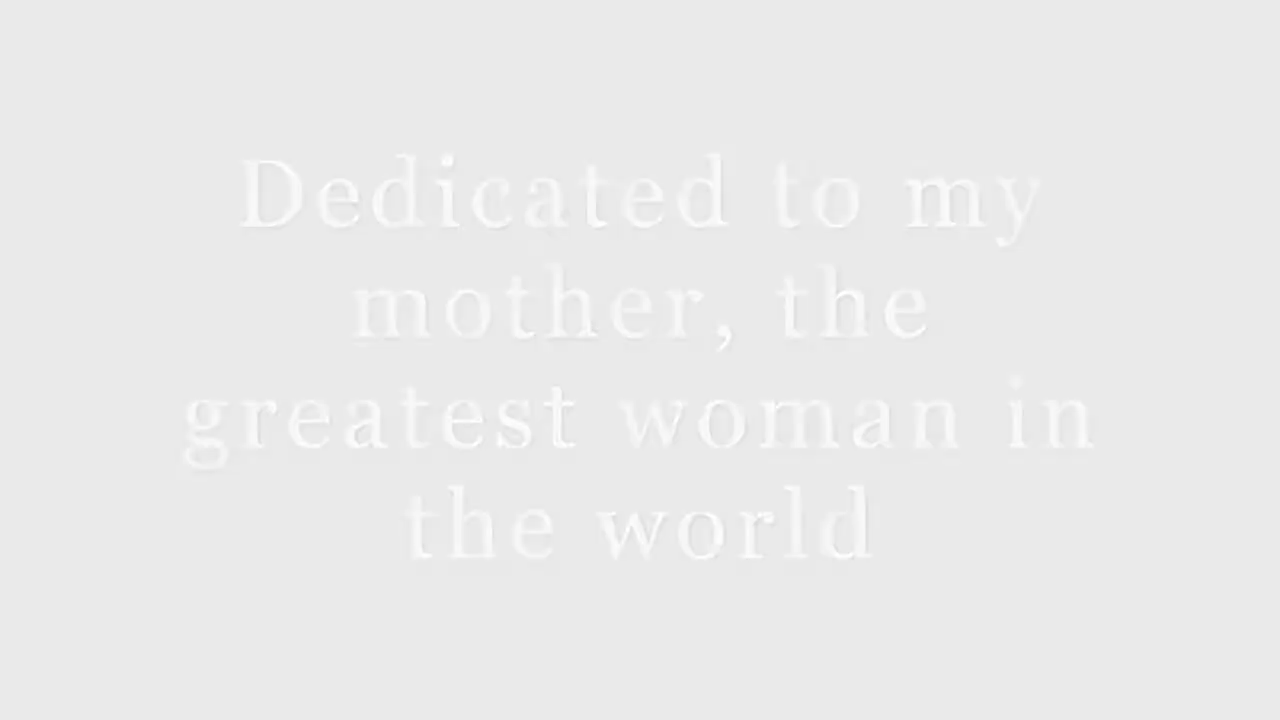 Dedicated to my
mother, the
greatest woman in
the world